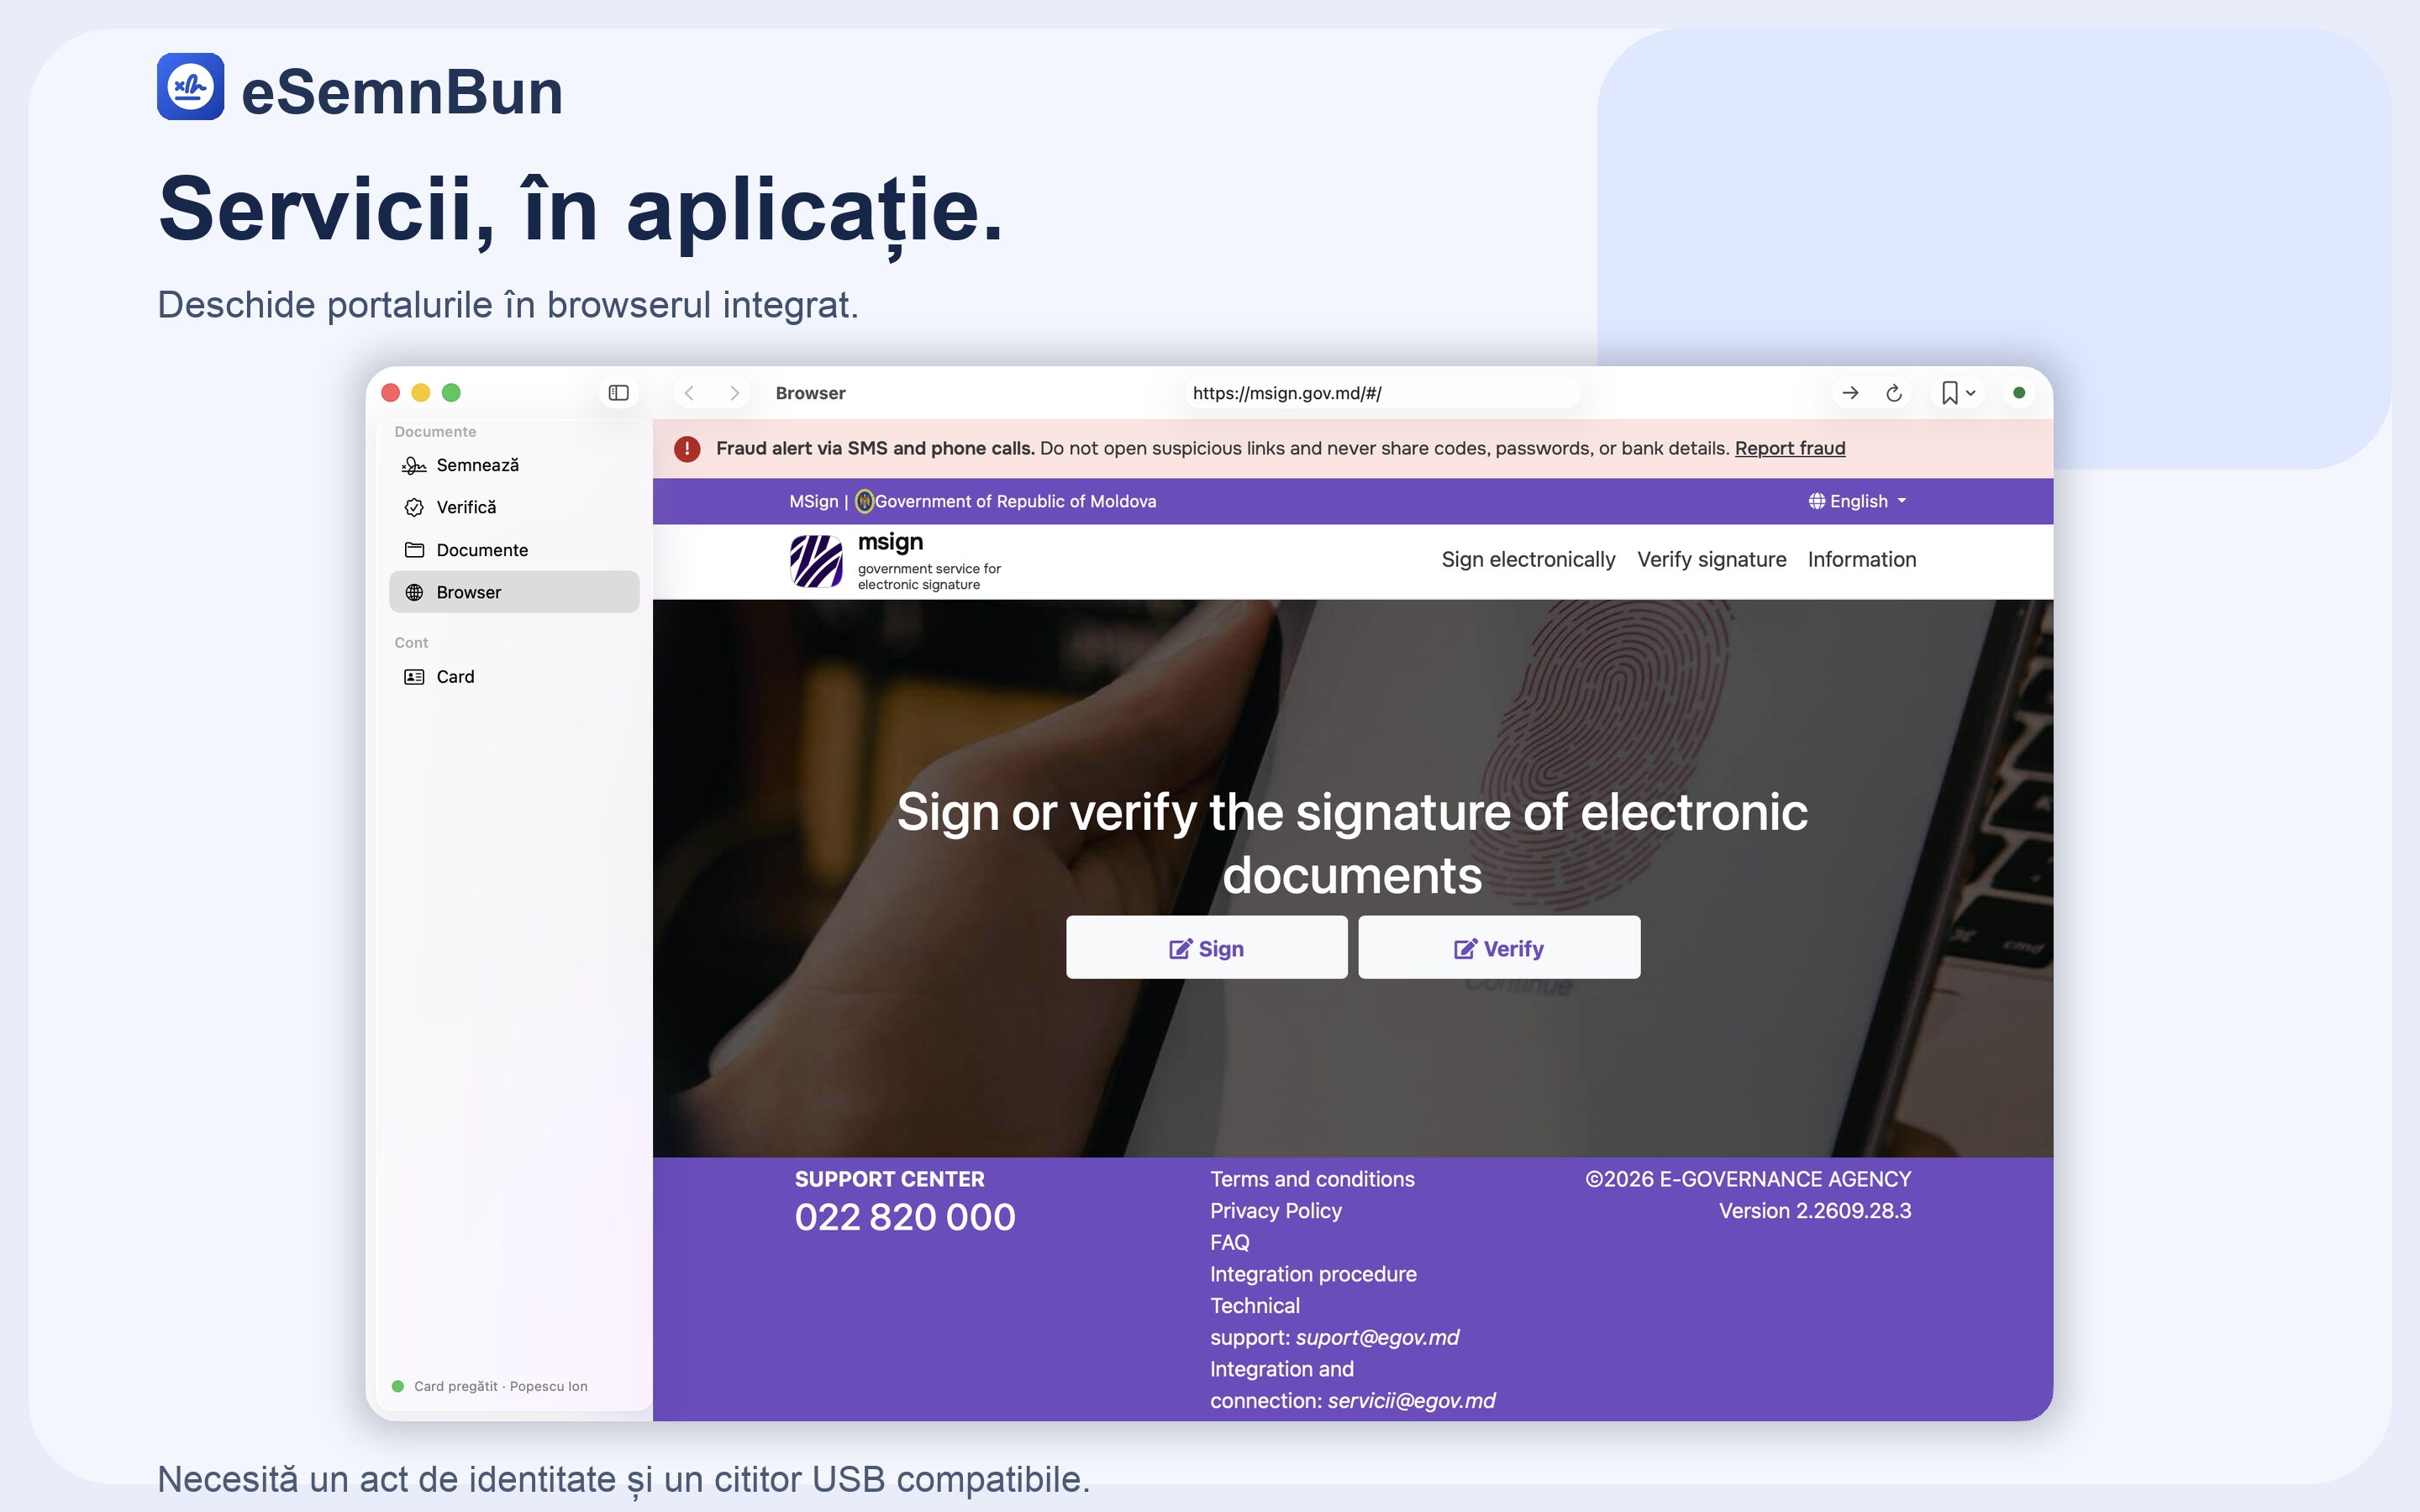 eSemnBun
Servicii, în aplicație.
Deschide portalurile în browserul integrat.
Browser
https://msign.gov.md/#/
Documente
Semnează
Verifică
Documente
Browser
Cont
Card
Card pregătit · Popescu Ion
Fraud alert via SMS and phone calls. Do not open suspicious links and never share codes, passwords, or bank details. Report fraud
MSign | Government of Republic of Moldova
English
msign
government service for
electronic signature
Sign electronically Verify signature Information
Sign or verify the signature of electronic
documents
Sign
Verify
Continue
cmd
SUPPORT CENTER
022 820 000
Terms and conditions
Privacy Policy
FAQ
Integration procedure
Technical
support: suport@egov.md
Integration and
connection: servicii@egov.md
©2026 E-GOVERNANCE AGENCY
Version 2.2609.28.3
Necesită un act de identitate și un cititor USB compatibile.